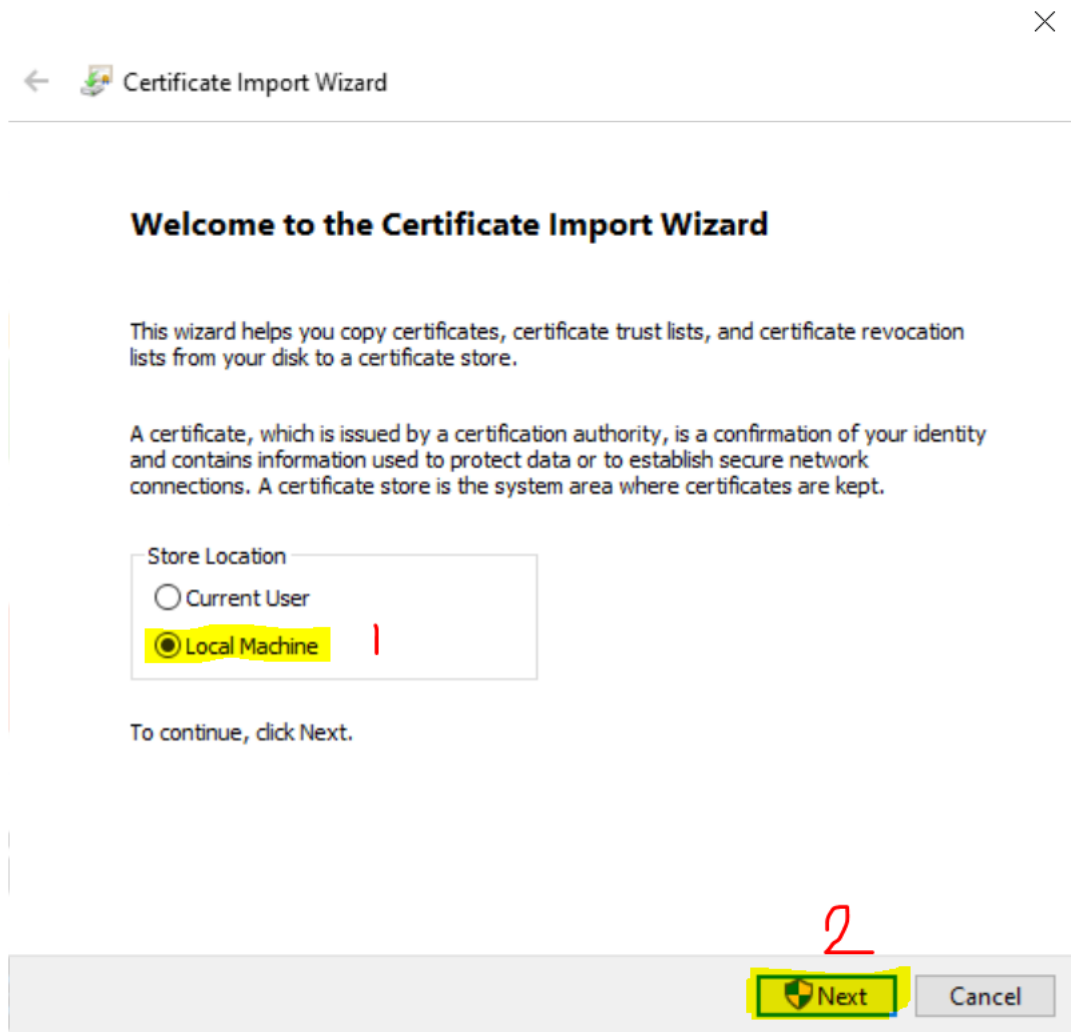 Certificate Import Wizard
Welcome to the Certificate Import Wizard
This wizard helps you copy certificates, certificate trust lists, and certificate revocation
lists from your disk to a certificate store.
A certificate, which is issued by a certification authority, is a confirmation of your identity
and contains information used to protect data or to establish secure network
connections. A certificate store is the system area where certificates are kept.
Store Location
Current User
Local Machine 1
To continue, click Next.
2
Next Cancel